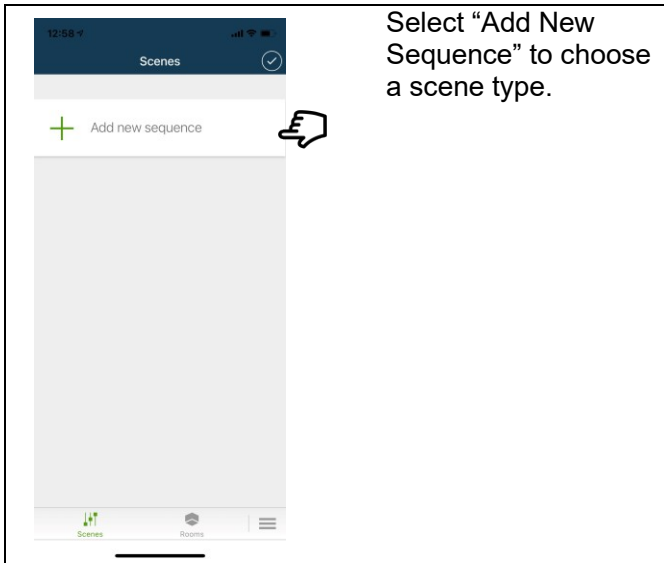 12:58
Scenes
Add new sequence
Scenes
Rooms
Select “Add New
Sequence” to choose
a scene type.